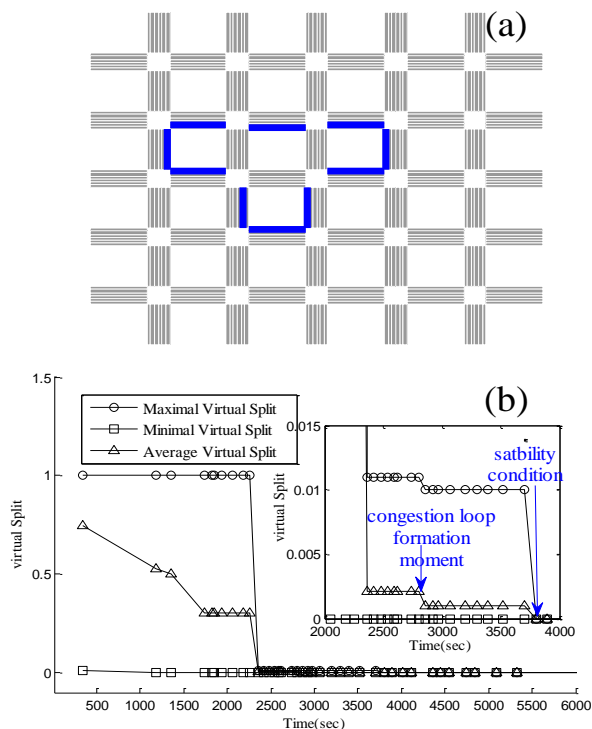 (a)
(b)
1.5
1
0.5
0
virtual Split
Maximal Virtual Split
Minimal Virtual Split
Average Virtual Split
0.015
0.01
0.005
0
virtual Split
satbility
condition
congestion loop
formation
moment
2000 2500 3000 3500 4000
Time(sec)
500 1000 1500 2000 2500 3000 3500 4000 4500 5000 5500 6000
Time(sec)